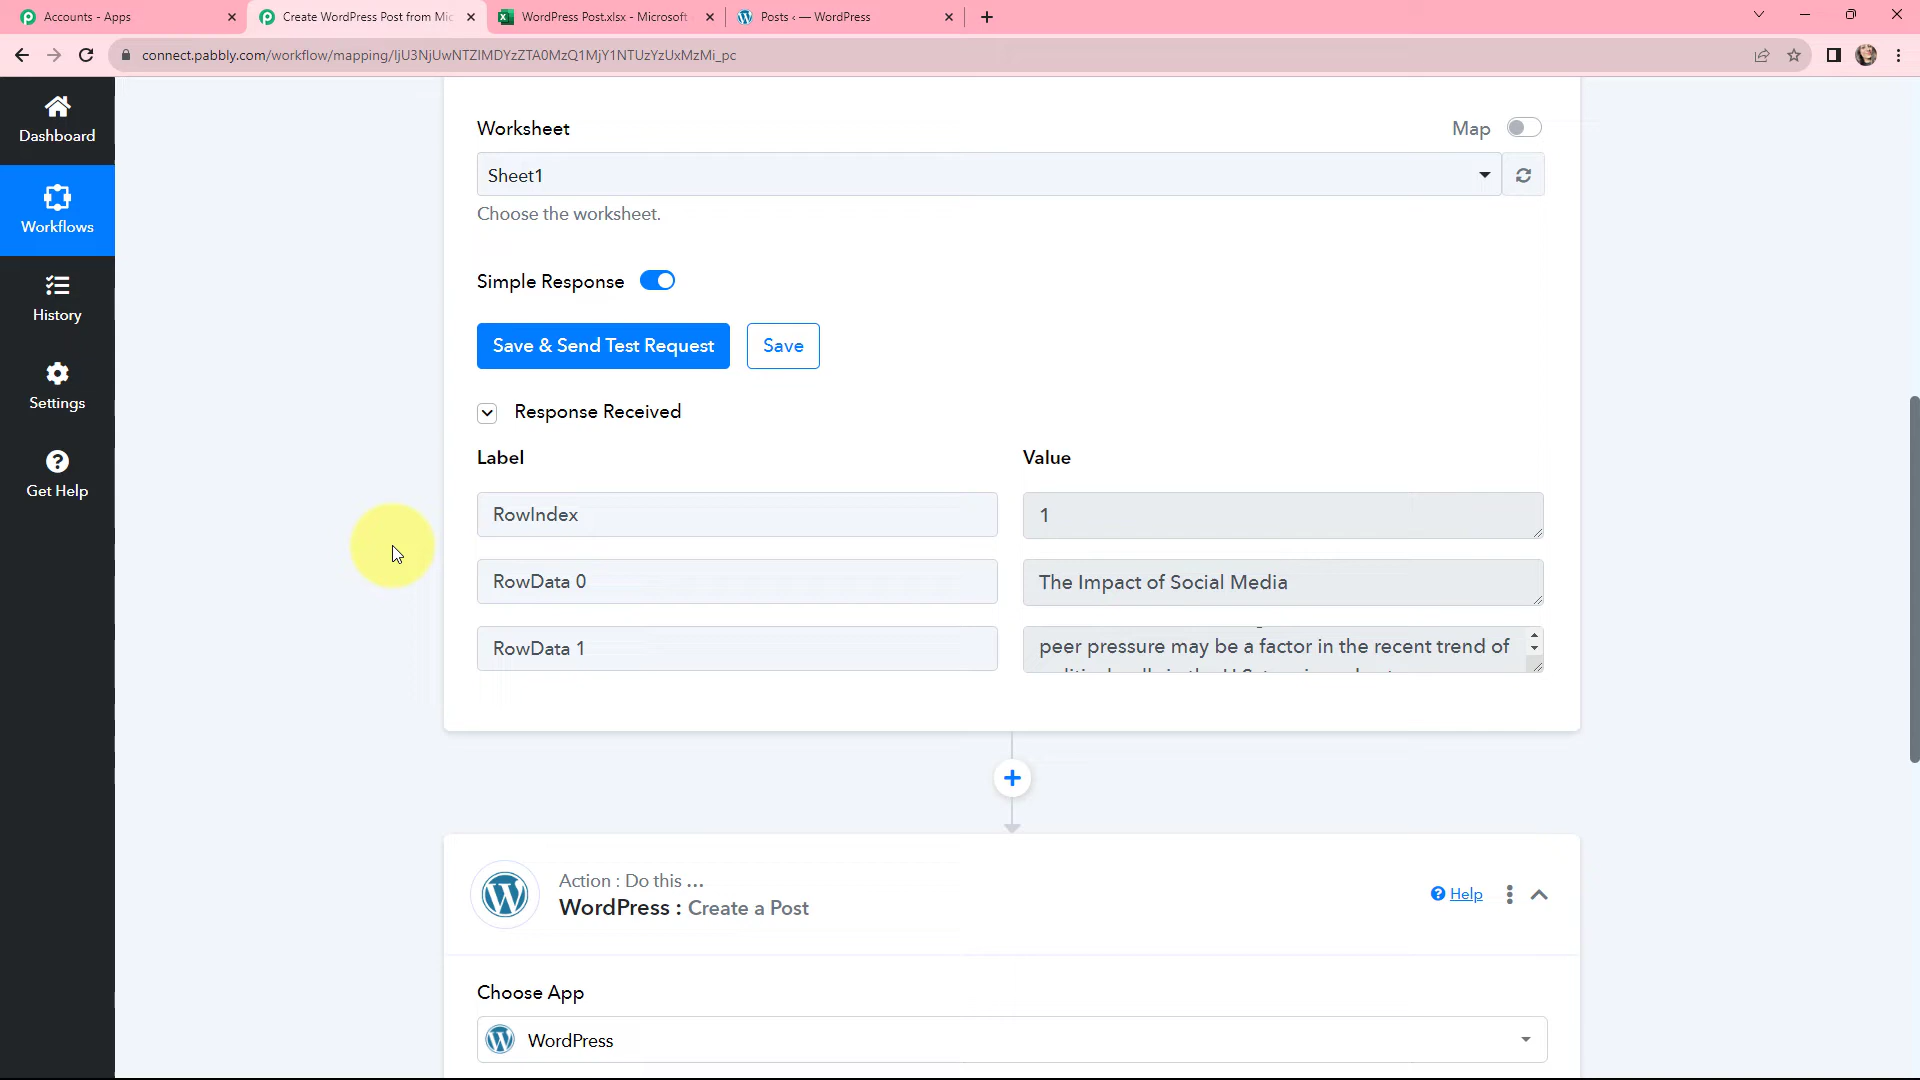 Accounts - Apps
Create WordPress Post from Mic
WordPress Post.xlsx - Microsoft
Posts ‹ — WordPress
connect.pabbly.com/workflow/mapping/IjU3NjUwNTZlMDYzZTA0MzQ1MjY1NTUzYzUxMzMi_pc
Dashboard
Workflows
History
Settings
Get Help
Worksheet
Map
Sheet1
Choose the worksheet.
Simple Response
Save & Send Test Request
Save
Response Received
Label
Value
RowIndex
1
RowData 0
The Impact of Social Media
RowData 1
peer pressure may be a factor in the recent trend of
Action : Do this ...
WordPress : Create a Post
Help
Choose App
WordPress